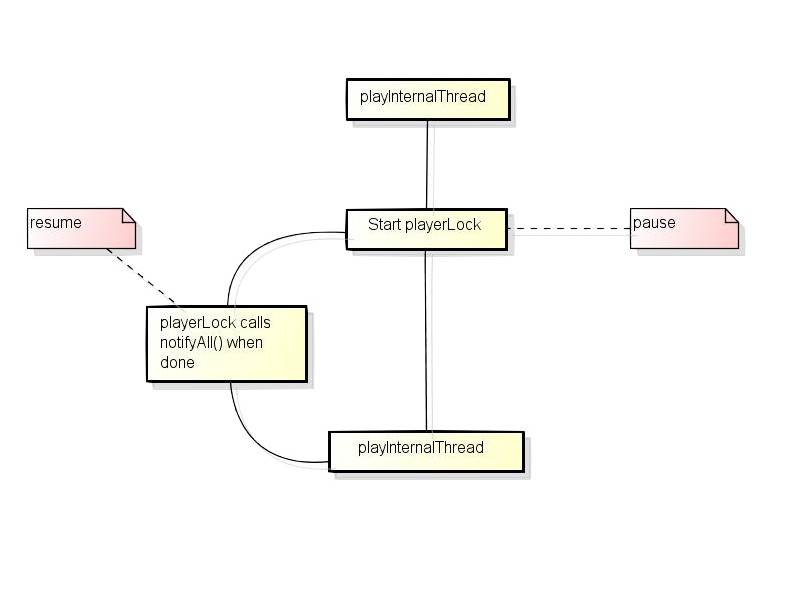 playInternalThread
resume
Start playerLock
pause
playerLock calls
notifyAll() when
done
playInternalThread